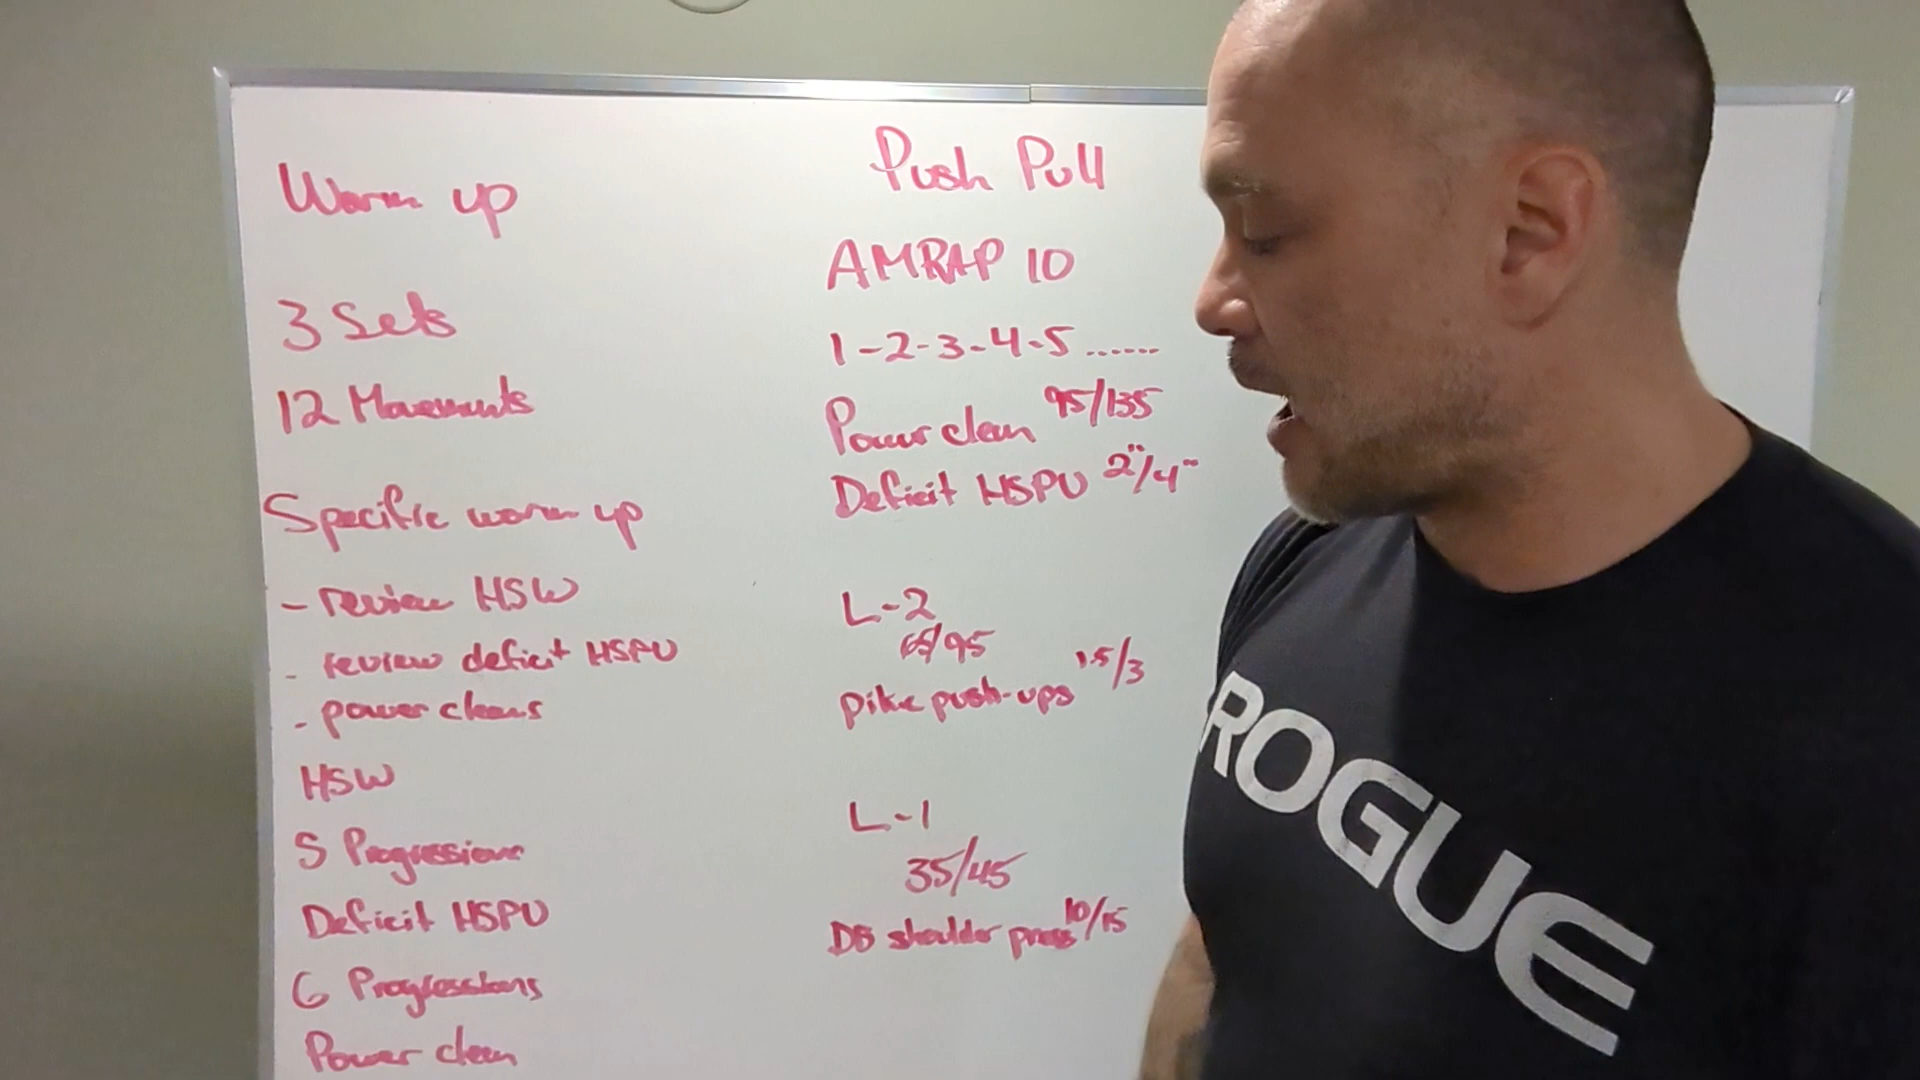 Warm up
3 Sets
12 Movements
Specific warm up
- review HSW
- review deficit HSPU
- power cleans
HSW
5 Progressions
Deficit HSPU
6 Progressions
Power clean
Push Pull
AMRAP 10
1-2-3-4-5......
Power clean 95/135
Deficit HSPU 2"/4"
L-2
65/95
pike push-ups 1.5/3
L-1
35/45
DB shoulder press 10/15
ROGUE